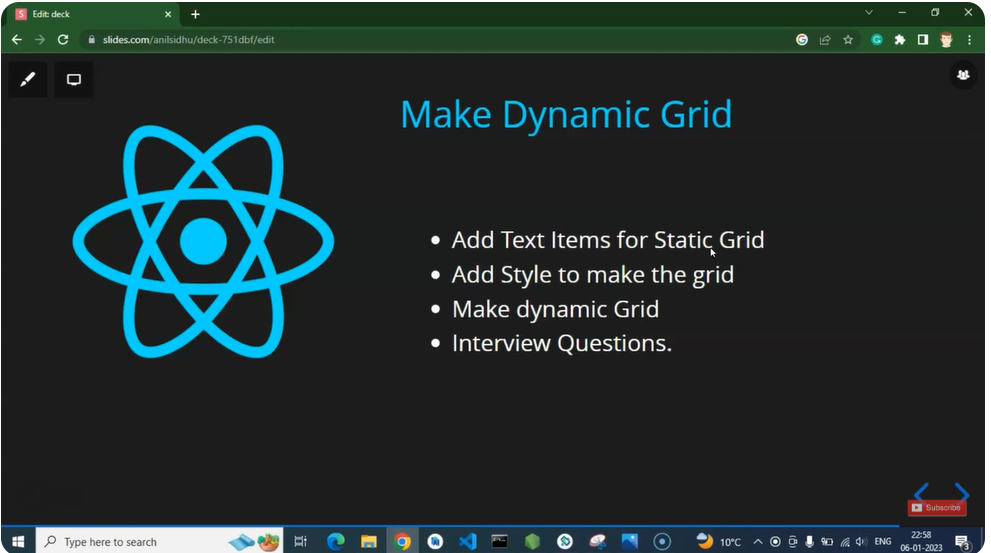 Edit: deck
slides.com/anilsidhu/deck-751dbf/edit
Make Dynamic Grid
Add Text Items for Static Grid
Add Style to make the grid
Make dynamic Grid
Interview Questions.
Subscribe
Type here to search
10°C
ENG
22:58
06-01-2023
3